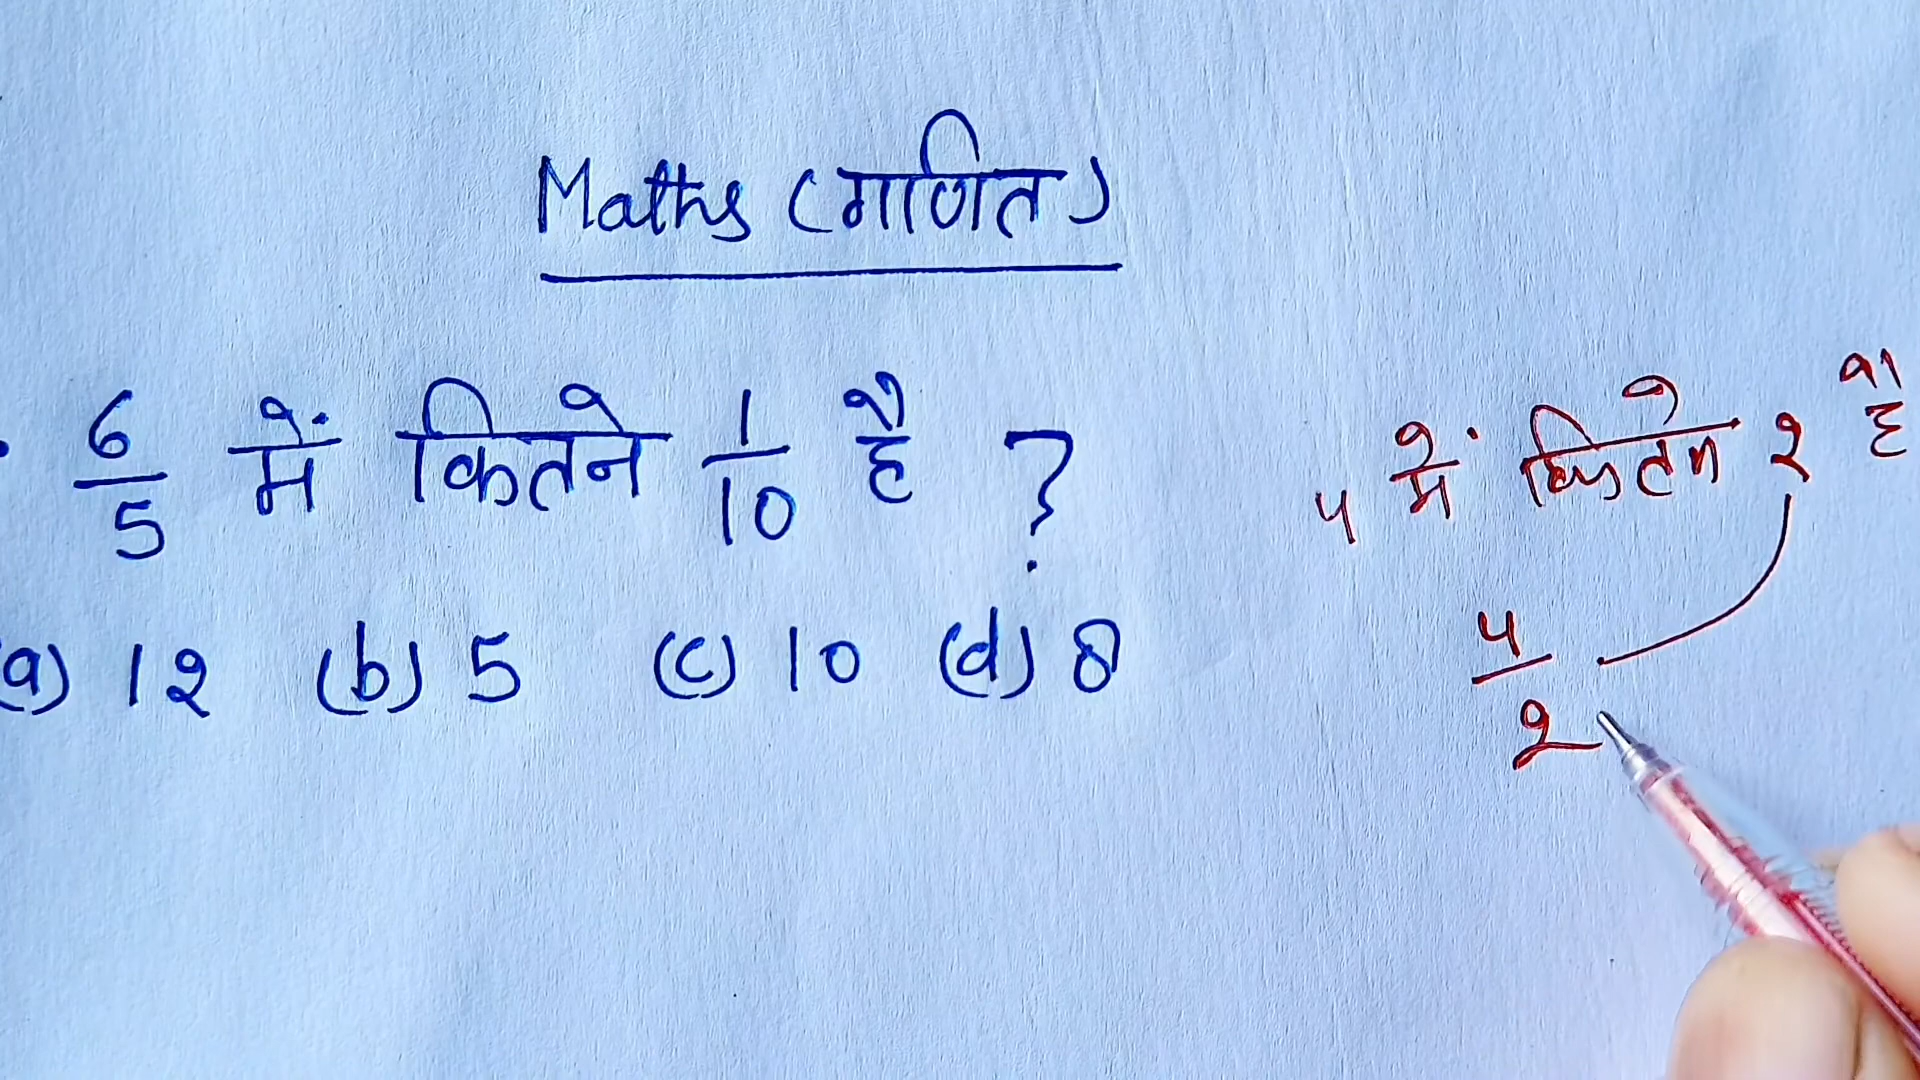 Maths (गणित)
6/5 में कितने 1/10 है ?
(a) 12 (b) 5 (c) 10 (d) 8
4 में कितने 2 है
4/2